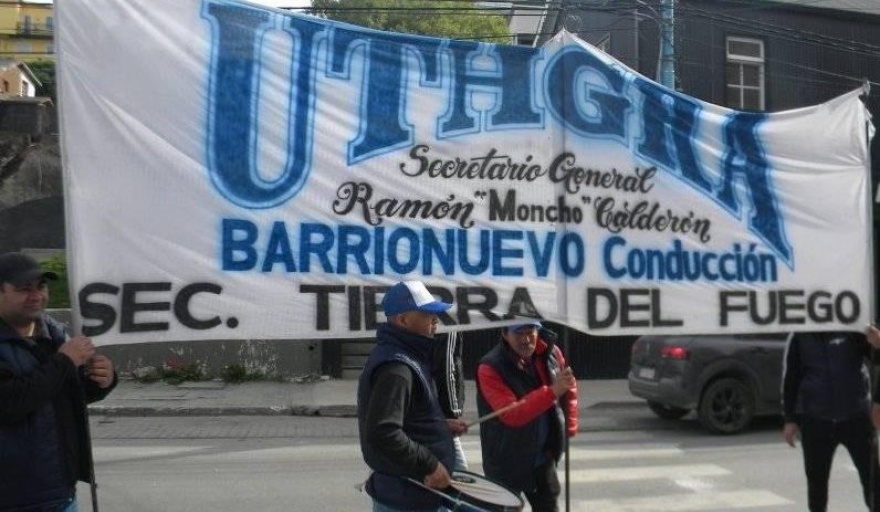 UTHGRA
Secretario General
Ramón "Moncho" Calderón
BARRIONUEVO Conducción
SEC. TIERRA DEL FUEGO